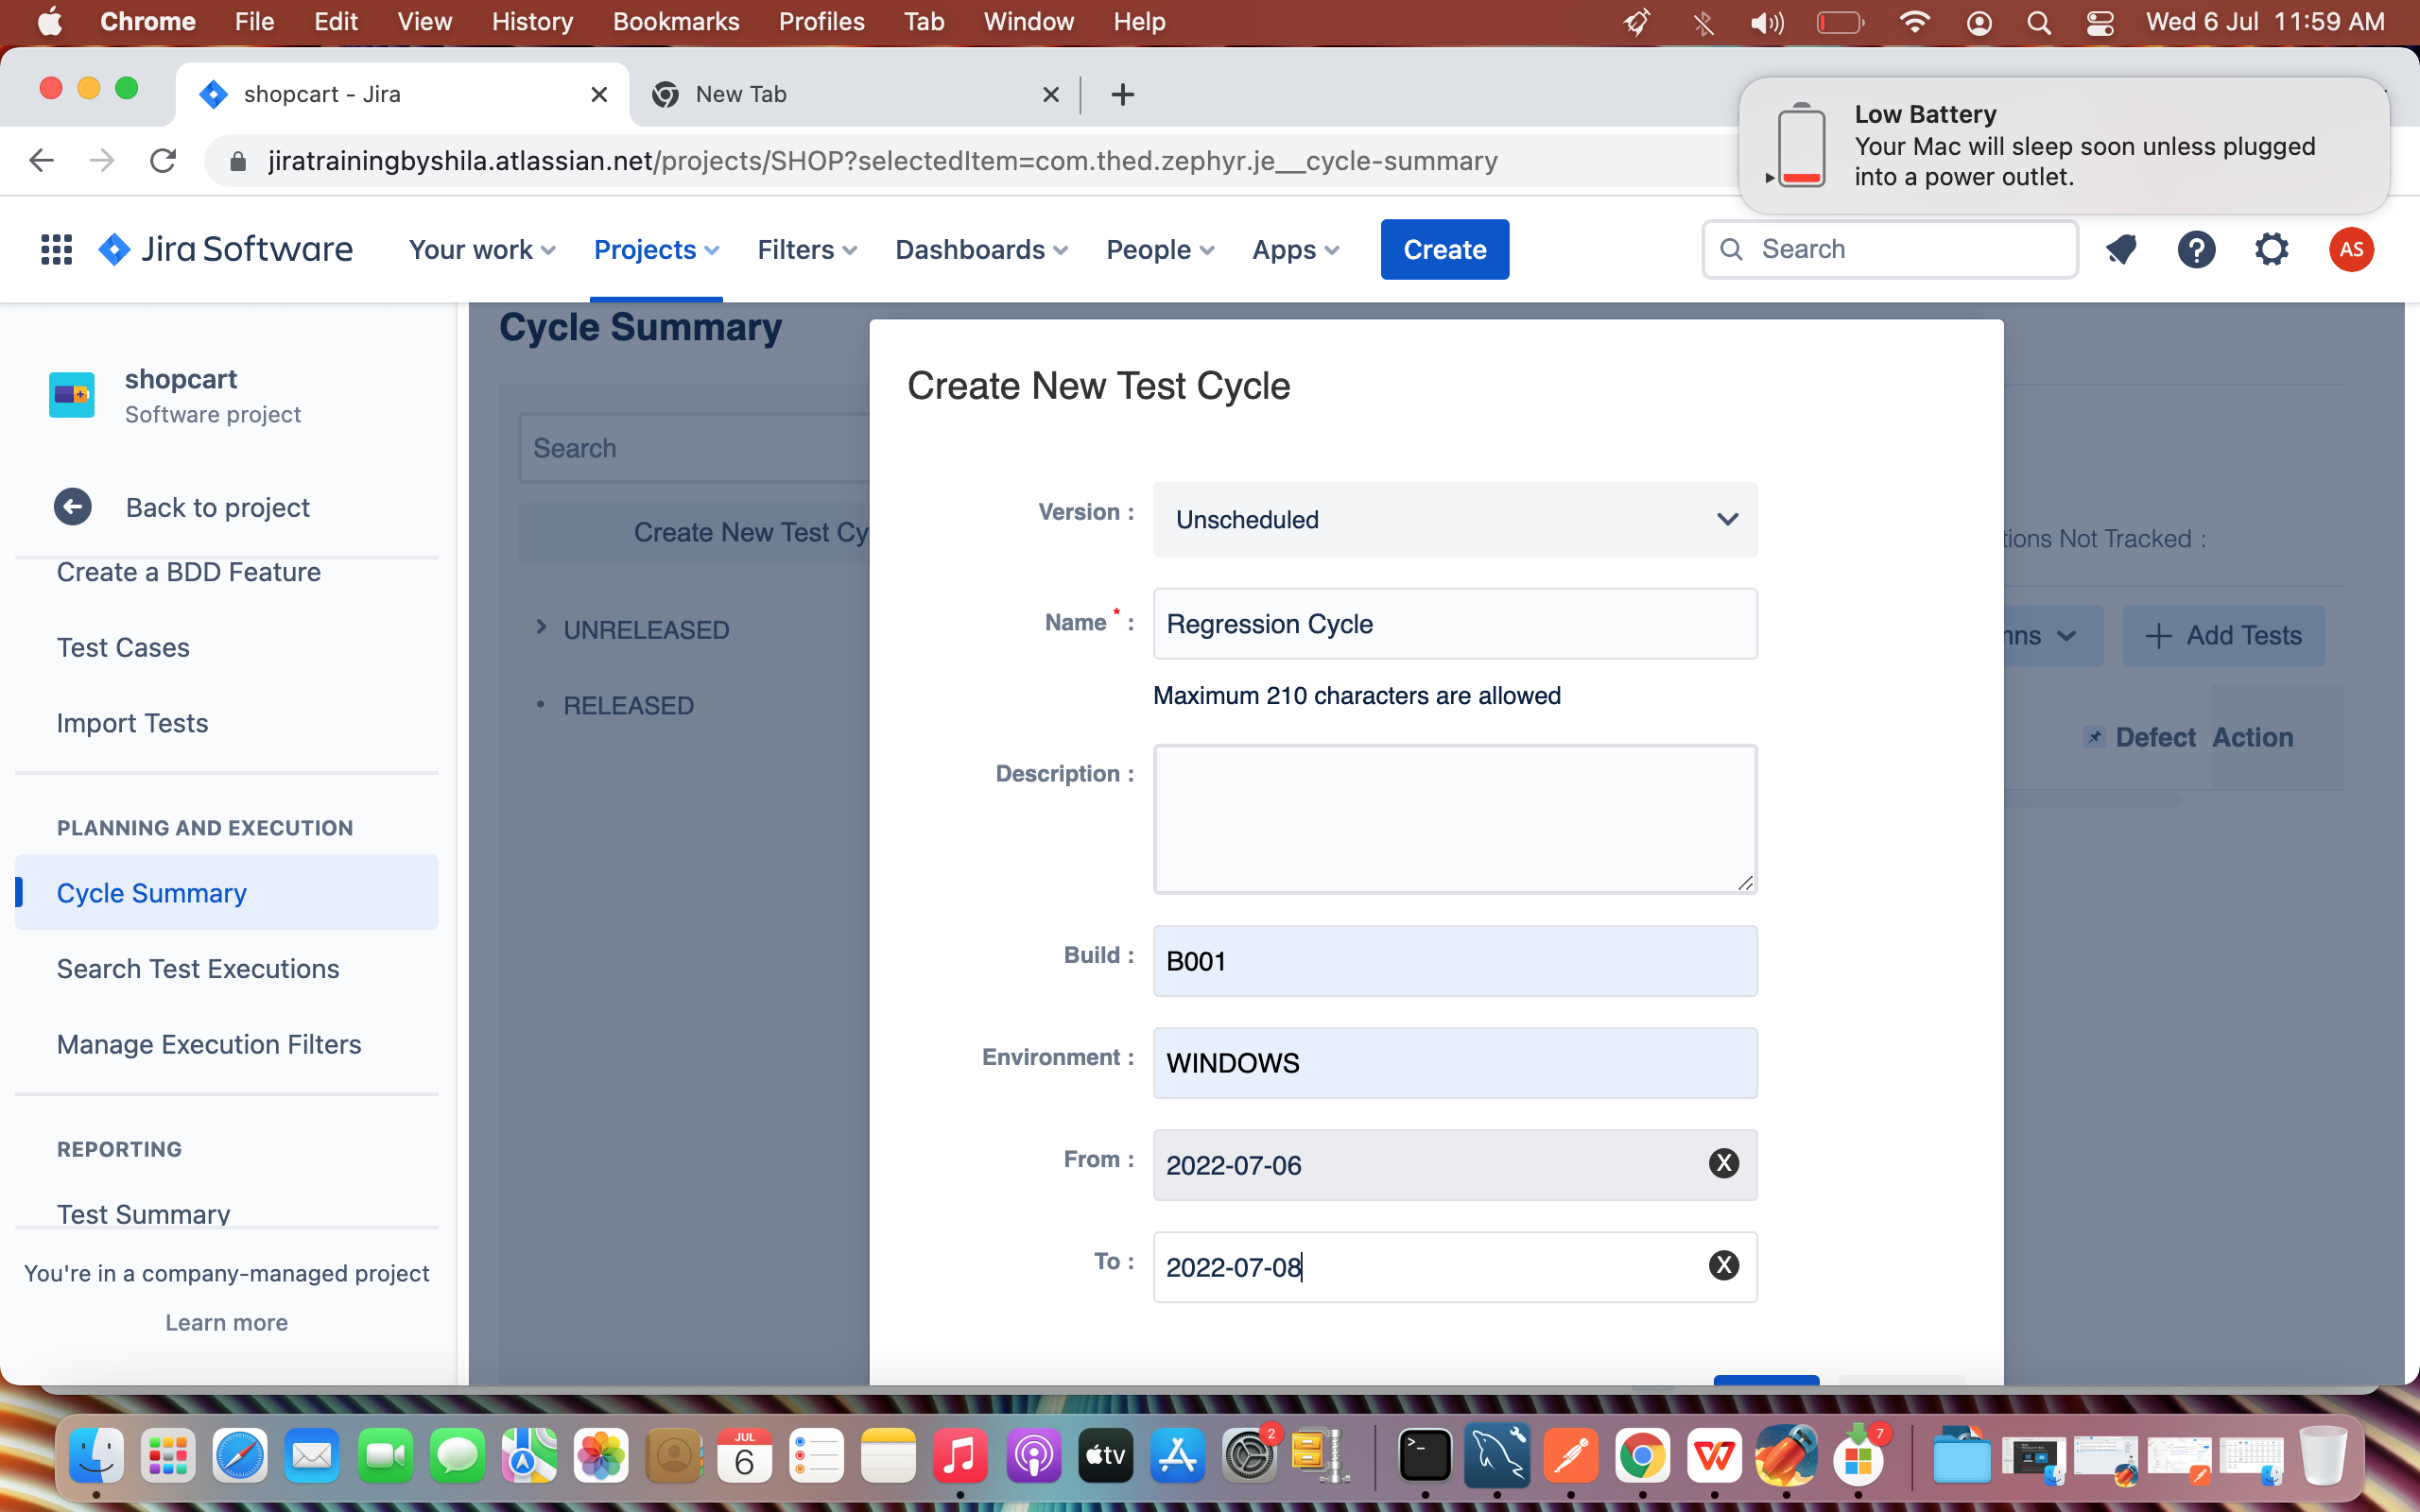 Chrome File Edit View History Bookmarks Profiles Tab Window Help
Wed 6 Jul 11:59 AM
shopcart - Jira
New Tab
Low Battery
Your Mac will sleep soon unless plugged
into a power outlet.
jiratrainingbyshila.atlassian.net/projects/SHOP?selectedItem=com.thed.zephyr.je__cycle-summary
Jira Software
Your work
Projects
Filters
Dashboards
People
Apps
Create
Search
AS
shopcart
Software project
Back to project
Create a BDD Feature
Test Cases
Import Tests
PLANNING AND EXECUTION
Cycle Summary
Search Test Executions
Manage Execution Filters
REPORTING
Test Summary
You're in a company-managed project
Learn more
Cycle Summary
Search
Create New Test Cy
UNRELEASED
RELEASED
Create New Test Cycle
Version :
Unscheduled
Name * :
Regression Cycle
Maximum 210 characters are allowed
Description :
Build :
B001
Environment :
WINDOWS
From :
2022-07-06
X
To :
2022-07-08
X
tions Not Tracked :
Add Tests
Defect
Action
JUL
6
tv
2
7